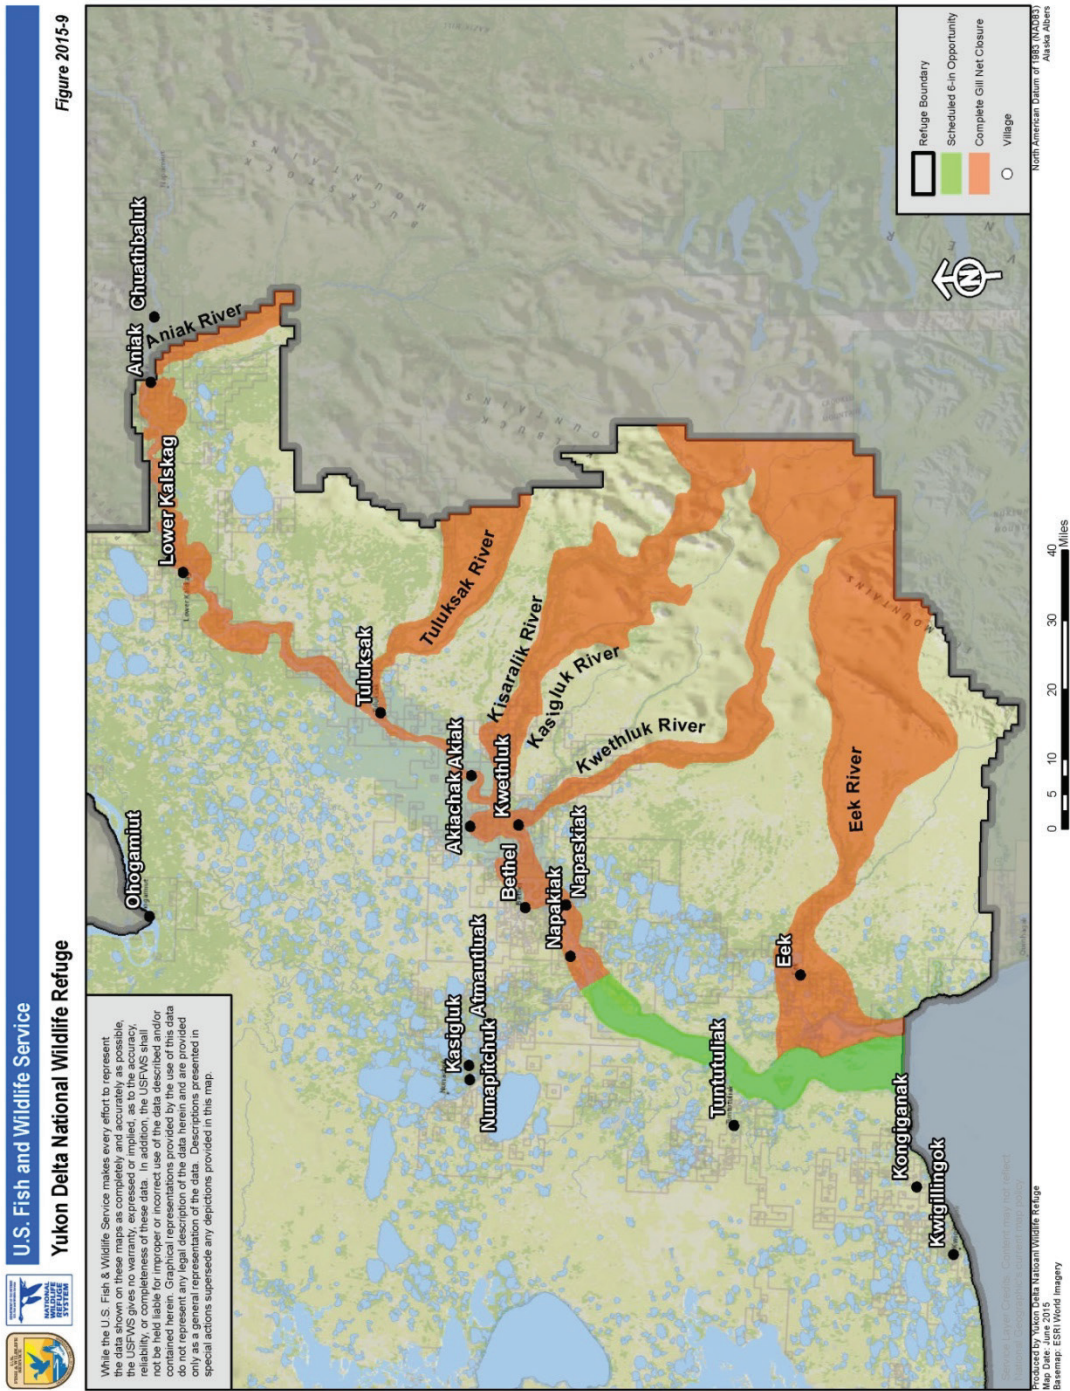 U.S. Fish and Wildlife Service
NATIONAL
WILDLIFE
REFUGE
SYSTEM
Yukon Delta National Wildlife Refuge
Figure 2015-9
While the U.S. Fish & Wildlife Service makes every effort to represent
the data shown on these maps as completely and accurately as possible,
the USFWS gives no warranty, expressed or implied, as to the accuracy,
reliability, or completeness of these data. In addition, the USFWS shall
not be held liable for improper or incorrect use of the data described and/or
contained herein. Graphical representations provided by the use of this data
do not represent any legal description of the data herein and are provided
only as a general representation of the data. Descriptions presented in
special actions supersede any depictions provided in this map.
Ohogamiut
Lower Kalskag
Aniak
Chuathbaluk
Aniak River
BUCKSTOCK
MOUNTAINS
Tuluksak
Tuluksak River
Kasigluk
Atmautluak
Nunapitchuk
Akiachak
Akiak
Kwethluk
Bethel
Napakiak
Napaskiak
Kisaralik River
Kasigluk River
Kwethluk River
MOUNTAINS
Tuntutuliak
Eek
Eek River
MOUNTAINS
Kongiganak
Kwigillingok
N
Refuge Boundary
Scheduled 6-in Opportunity
Complete Gill Net Closure
Village
Produced by Yukon Delta Natioanl Wildlife Refuge
Map Date: June 2015
Basemap: ESRI World Imagery
0 5 10 20 30 40
Miles
North American Datum of 1983 (NAD83)
Alaska Albers